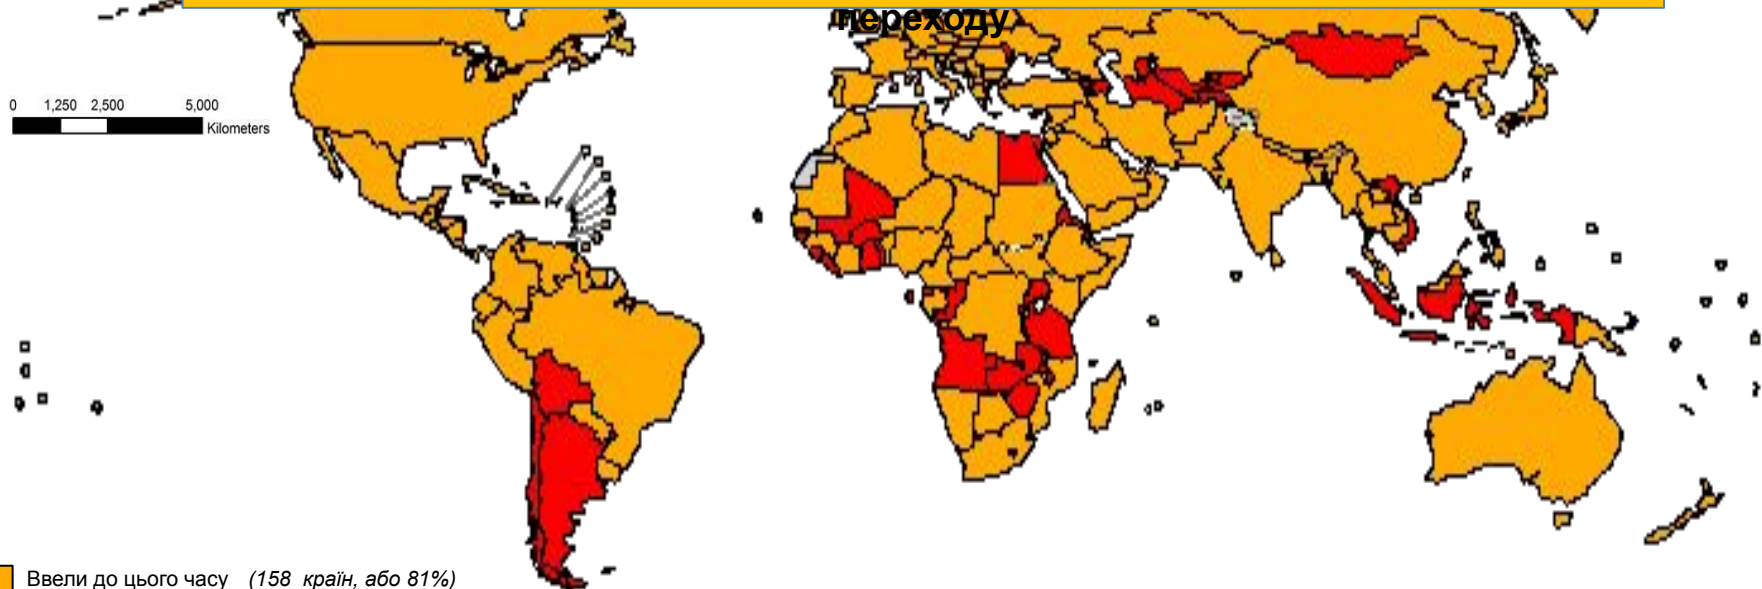 переходу
0 1,250 2,500 5,000
Kilometers
Ввели до цього часу (158 країн, або 81%)